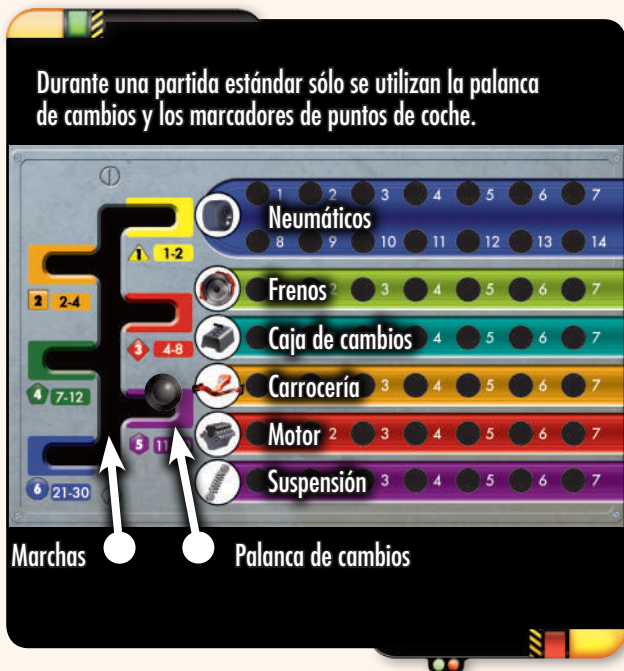 Durante una partida estándar sólo se utilizan la palanca
de cambios y los marcadores de puntos de coche.
1 2 3 4 5 6 7
Neumáticos
8 9 10 11 12 13 14
1 1-2
2 2-4
Frenos 2 3 4 5 6 7
3 4-8
Caja de cambios 4 5 6 7
4 7-12
Carrocería 3 4 5 6 7
5 11
Motor 2 3 4 5 6 7
6 21-30
Suspensión 3 4 5 6 7
Marchas
Palanca de cambios